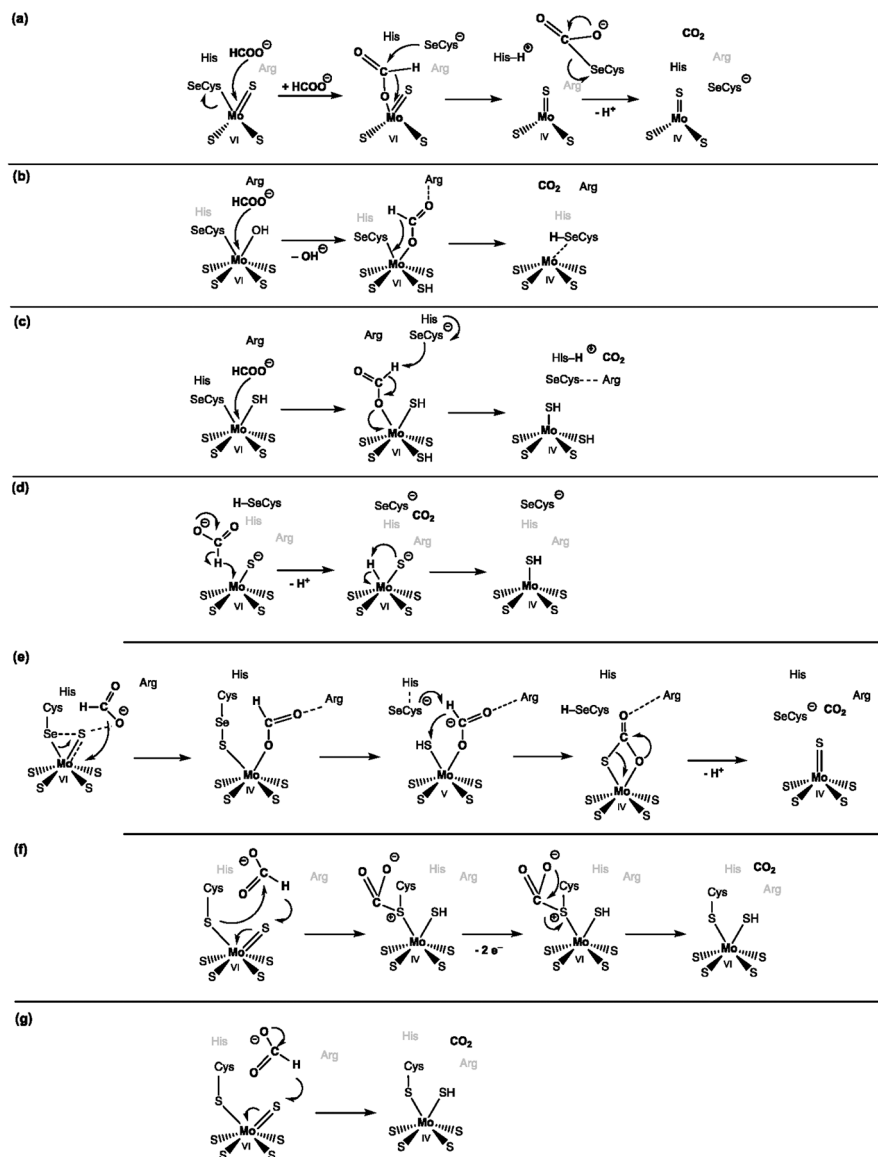 (a)
His HCOO⊖ Arg SeCys S Mo VI S S
+ HCOO⊖
O His SeCys C H Arg O S Mo VI S S
His–H⊕ O C O⊖ SeCys Arg S Mo IV S S
- H⁺
CO₂ Arg His SeCys⊖ S Mo IV S S
(b)
Arg HCOO⊖ His SeCys OH Mo VI S S S S
– OH⊖
Arg H O C His O SeCys Mo VI S S S SH
CO₂ Arg His H–SeCys Mo IV S S S S
(c)
Arg HCOO⊖ His SeCys SH Mo VI S S S S
His SeCys⊖ Arg H O C O SH Mo VI S S S SH
His–H⊕ CO₂ SeCys---Arg SH Mo IV S SH S S
(d)
H–SeCys ⊖ O O His C Arg H S⊖ Mo VI S S S S
- H⁺
SeCys⊖ CO₂ His Arg H S⊖ Mo VI S S S S
SeCys⊖ His Arg SH Mo IV S S S S
(e)
His O Arg Cys H C O Se S Mo VI S S S S
His Cys H Arg C O Se S O Mo IV S S S S
His SeCys⊖ H Arg ⊖ C O HS O Mo V S S S S
His Arg H–SeCys O C S O Mo IV S S S S
- H⁺
His Arg SeCys⊖ CO₂ S Mo IV S S S S
(f)
His ⊖ O C O H Arg Cys S S Mo VI S S S S
O O⊖ His Cys Arg C S⊕ SH Mo IV S S S S
- 2 e⁻
O O⊖ His Cys Arg C S⊕ SH Mo VI S S S S
His CO₂ Cys Arg S SH Mo VI S S S S
(g)
His ⊖ O C O H Arg Cys S S Mo VI S S S S
His CO₂ Cys Arg S SH Mo IV S S S S